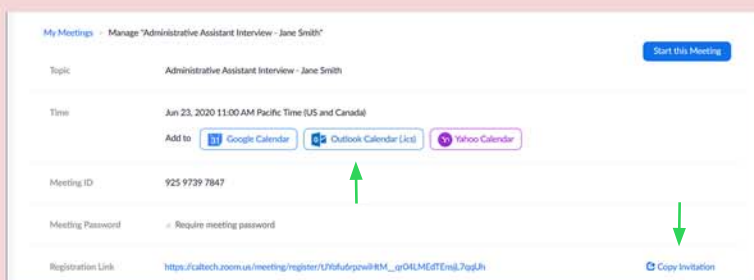 My Meetings > Manage "Administrative Assistant Interview - Jane Smith"
Start this Meeting
Topic Administrative Assistant Interview - Jane Smith
Time Jun 23, 2020 11:00 AM Pacific Time (US and Canada)
Add to 31 Google Calendar Outlook Calendar (.ics) Yahoo Calendar
Meeting ID 925 9739 7847
Meeting Password × Require meeting password
Registration Link
Copy Invitation